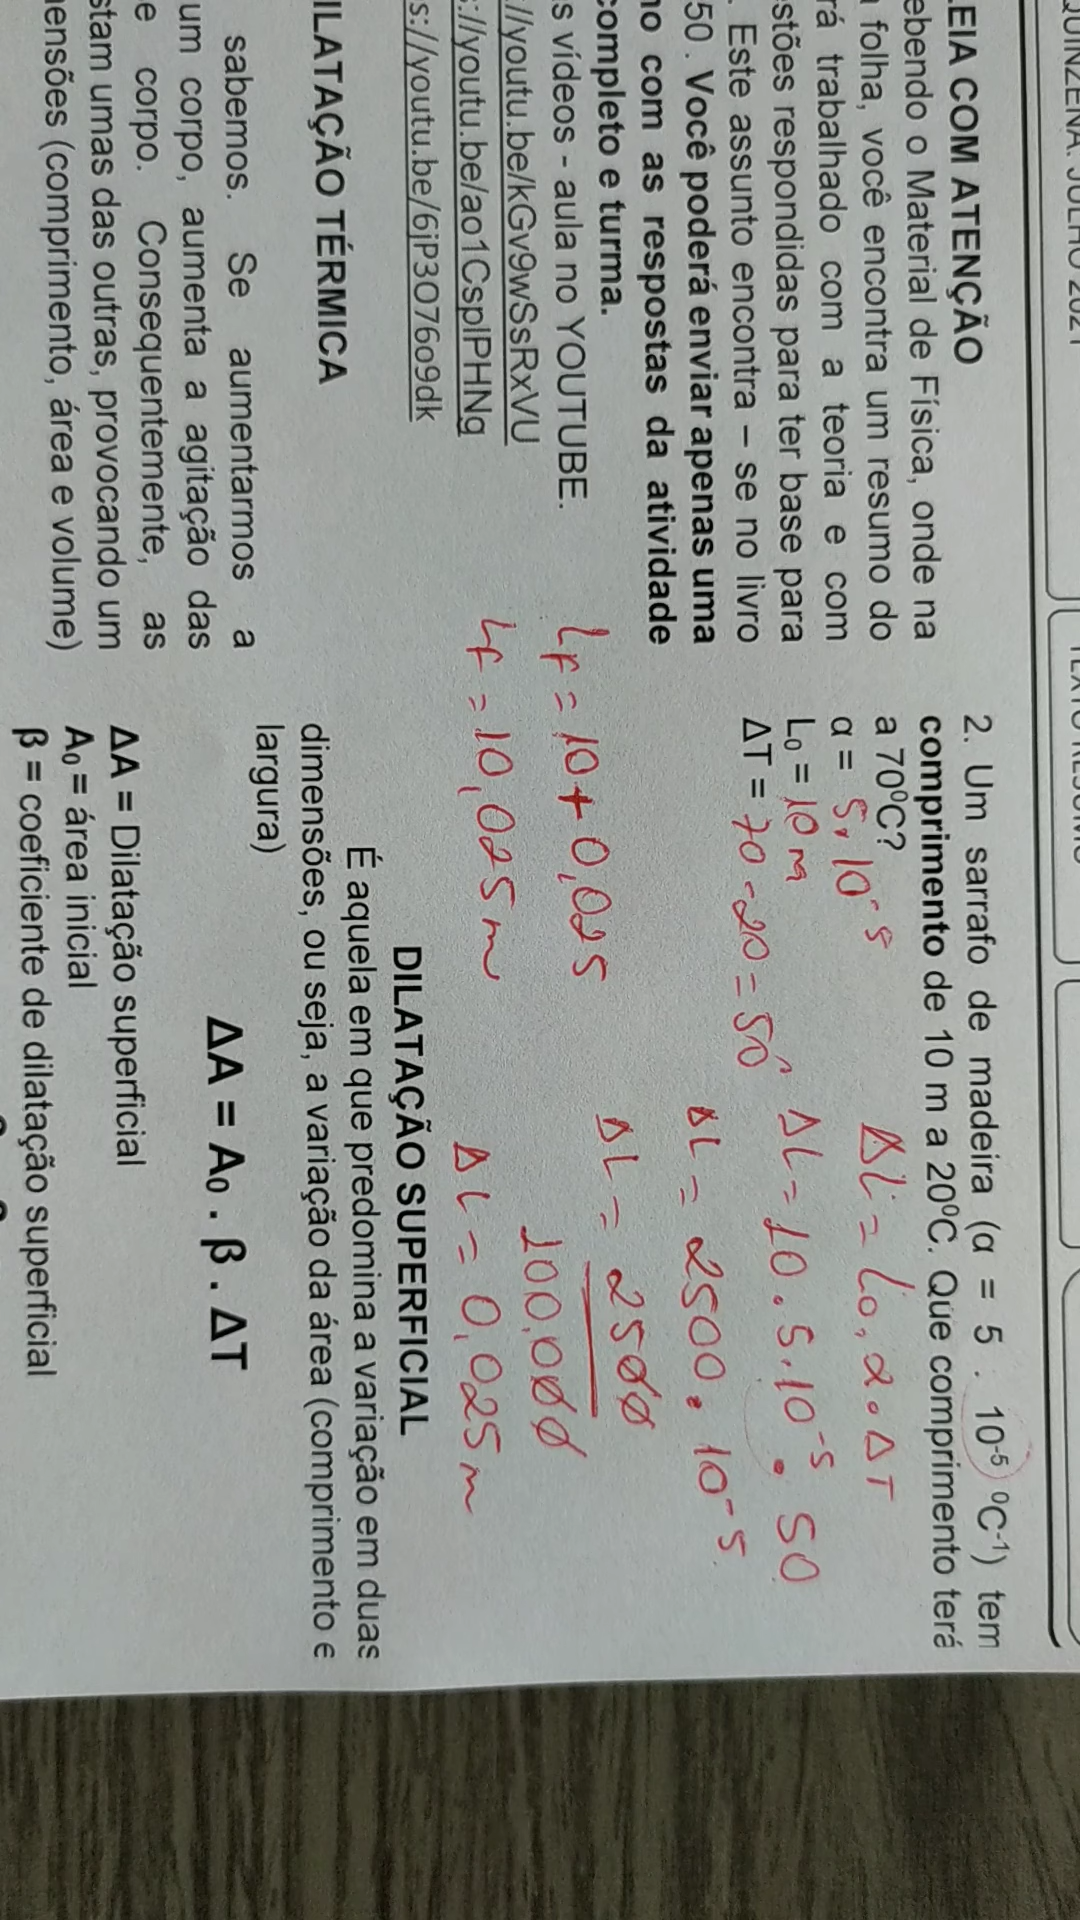 QUINZENA: JULHO 2021
LEIA COM ATENÇÃO
ebendo o Material de Física, onde na
folha, você encontra um resumo do
rá trabalhado com a teoria e com
stões respondidas para ter base para
. Este assunto encontra – se no livro
50 . Você poderá enviar apenas uma
no com as respostas da atividade
completo e turma.
s vídeos - aula no YOUTUBE.
://youtu.be/kGv9wSsRxVU
://youtu.be/ao1CspIPHNg
s://youtu.be/6jP3O76o9dk
ILATAÇÃO TÉRMICA
sabemos. Se aumentarmos a
um corpo, aumenta a agitação das
e corpo. Consequentemente, as
stam umas das outras, provocando um
ensões (comprimento, área e volume)
2. Um sarrafo de madeira (α = 5 . 10⁻⁵ ⁰C⁻¹) tem
comprimento de 10 m a 20⁰C. Que comprimento terá
a 70⁰C?
α = 5. 10⁻⁵
L₀ = 10 m
ΔT = 70 - 20 = 50°
ΔL = L₀ . α . ΔT
ΔL = 10 . 5 . 10⁻⁵ . 50
ΔL = 2500 . 10⁻⁵
ΔL = 2500
100.000
ΔL = 0,025 m
LF = 10 + 0,025
Lf = 10,025 m
DILATAÇÃO SUPERFICIAL
É aquela em que predomina a variação em duas
dimensões, ou seja, a variação da área (comprimento e
largura)
ΔA = A₀ . β . ΔT
ΔA = Dilatação superficial
A₀ = área inicial
β = coeficiente de dilatação superficial